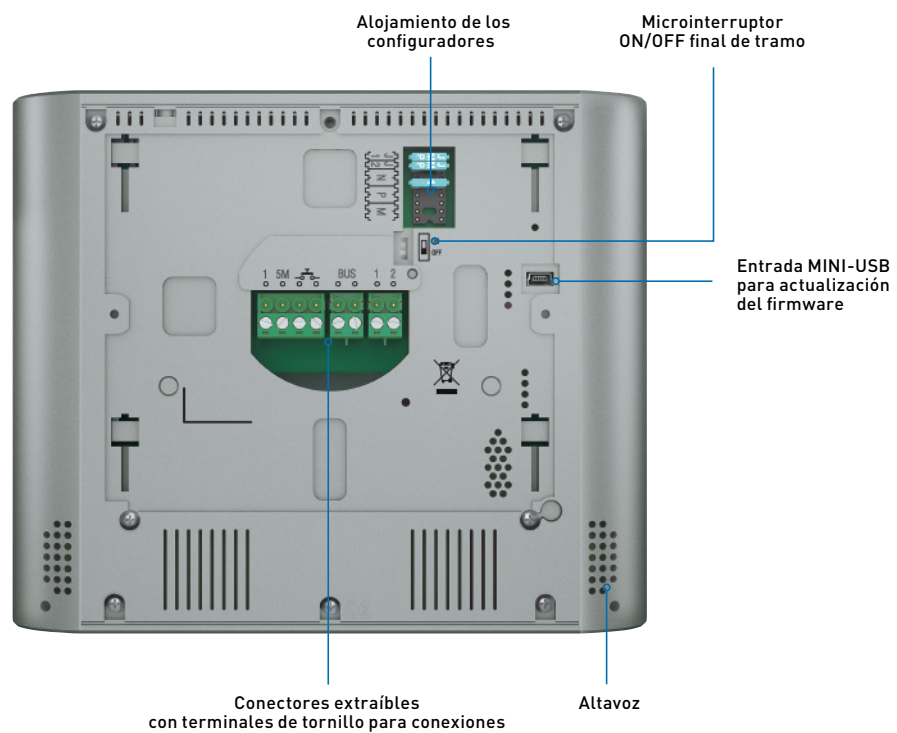 Alojamiento de los
configuradores
Microinterruptor
ON/OFF final de tramo
N
P
M
OFF
1 5M BUS 1 2
Entrada MINI-USB
para actualización
del firmware
Conectores extraíbles
con terminales de tornillo para conexiones
Altavoz